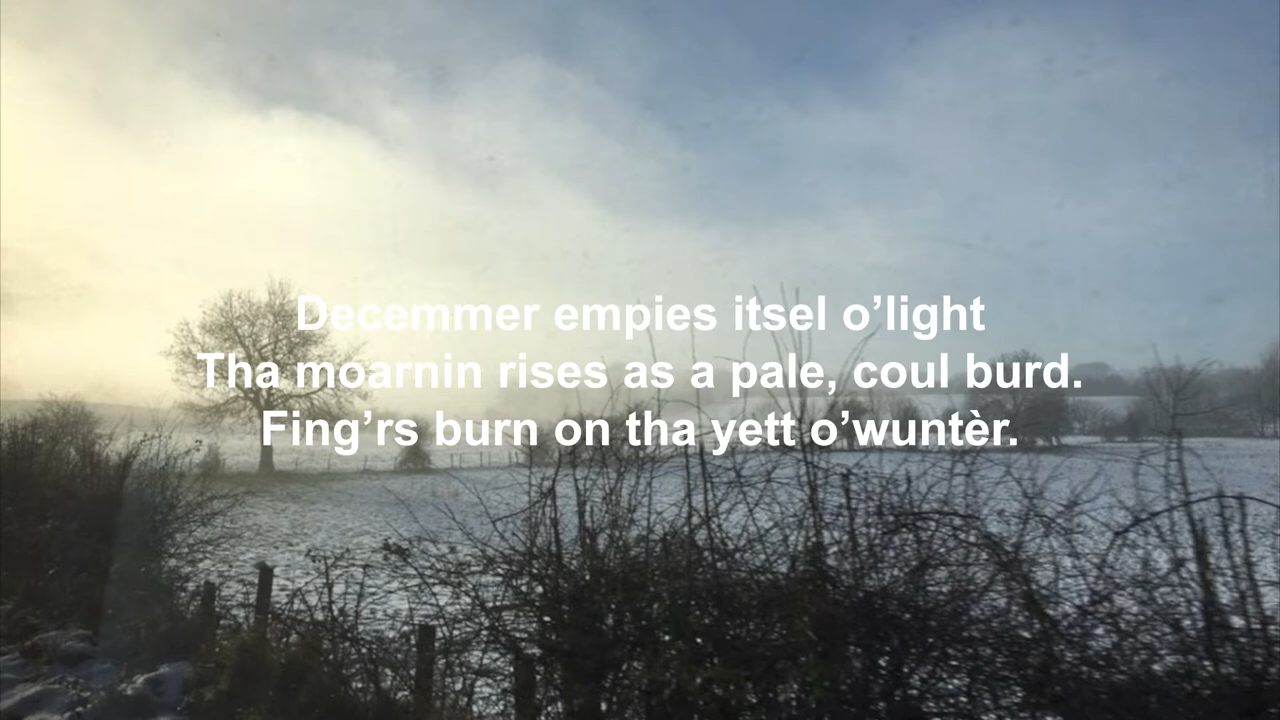 Decemmer empies itsel o’light
Tha moarnin rises as a pale, coul burd.
Fing’rs burn on tha yett o’wuntèr.